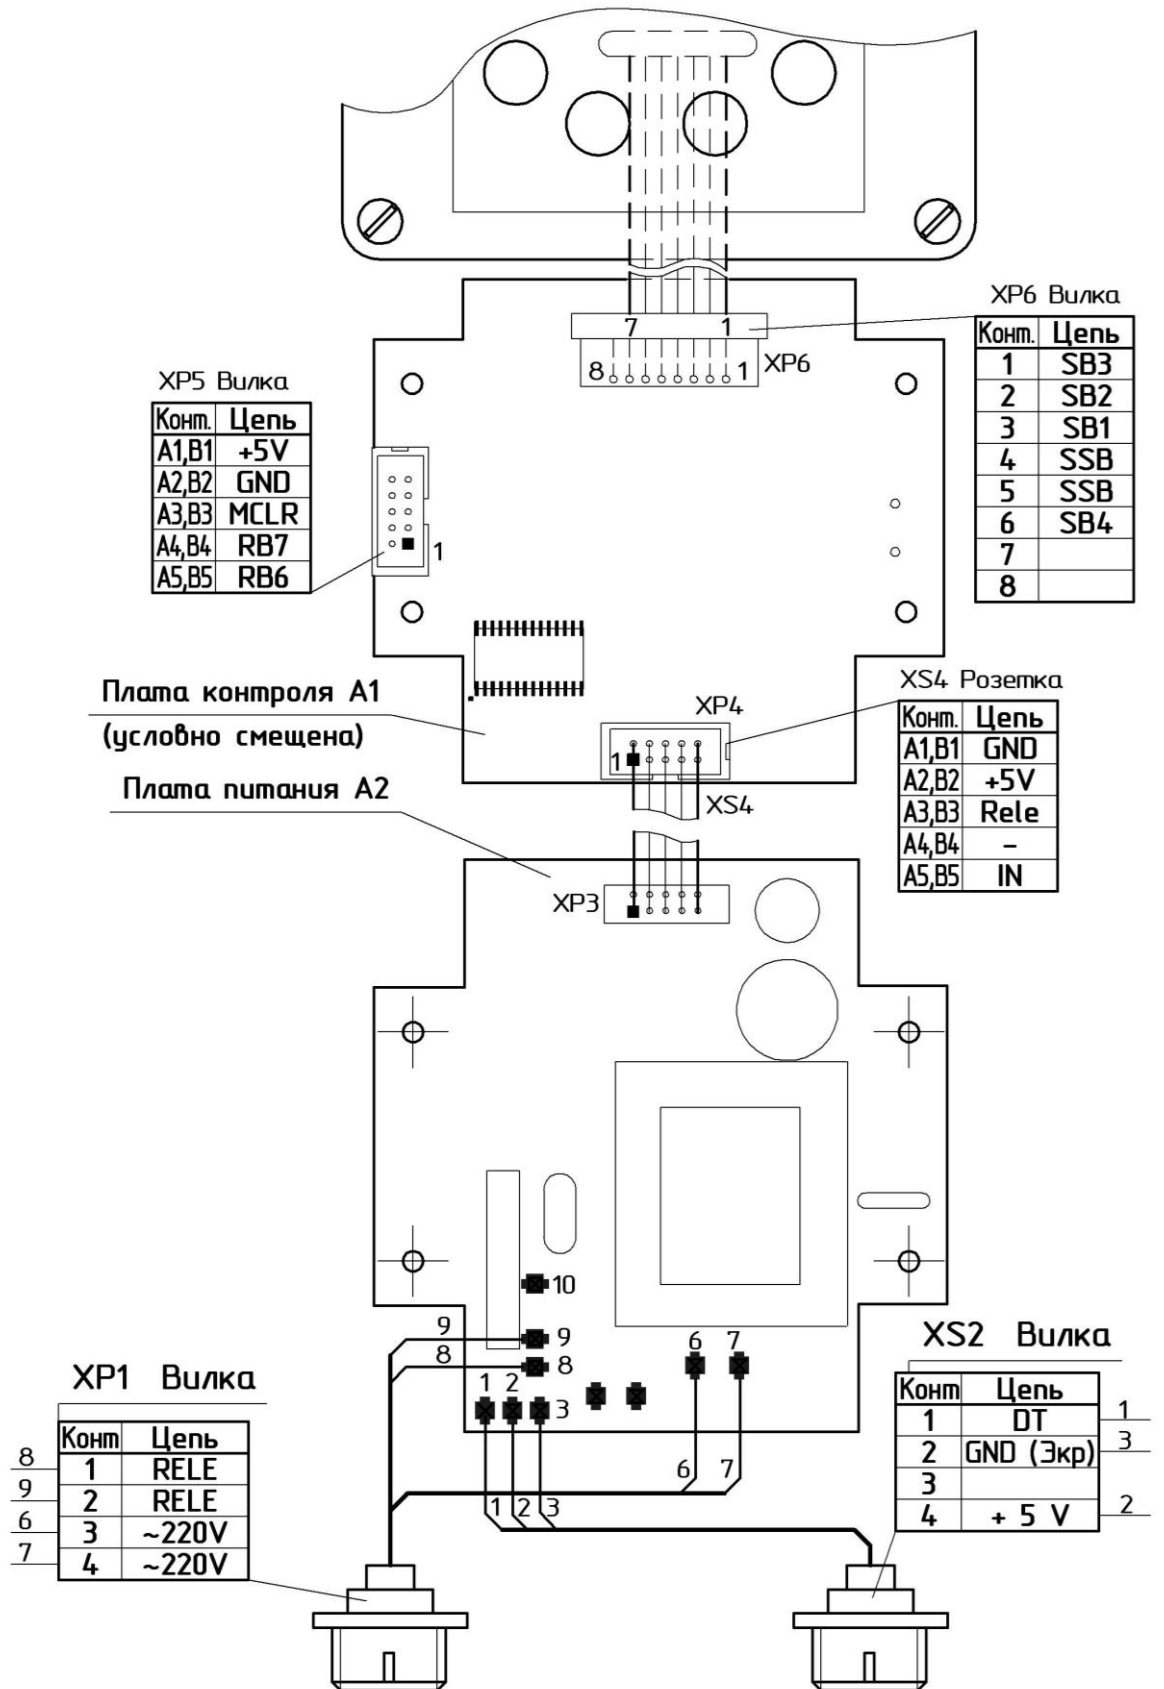 7 1
8 1 XP6
XP6 Вилка
Конт. Цепь
1 SB3
2 SB2
3 SB1
4 SSB
5 SSB
6 SB4
7
8
XP5 Вилка
Конт. Цепь
A1,B1 +5V
A2,B2 GND
A3,B3 MCLR
A4,B4 RB7
A5,B5 RB6
1
Плата контроля A1
(условно смещена)
Плата питания A2
XP4
1
XS4
XP3
XS4 Розетка
Конт. Цепь
A1,B1 GND
A2,B2 +5V
A3,B3 Rele
A4,B4 –
A5,B5 IN
10
9 9
8 8
1 2 3
6 7
6 7
1 2 3
XP1 Вилка
Конт Цепь
8 1 RELE
9 2 RELE
6 3 ~220V
7 4 ~220V
XS2 Вилка
Конт Цепь
1 DT 1
2 GND (Экр) 3
3
4 + 5 V 2